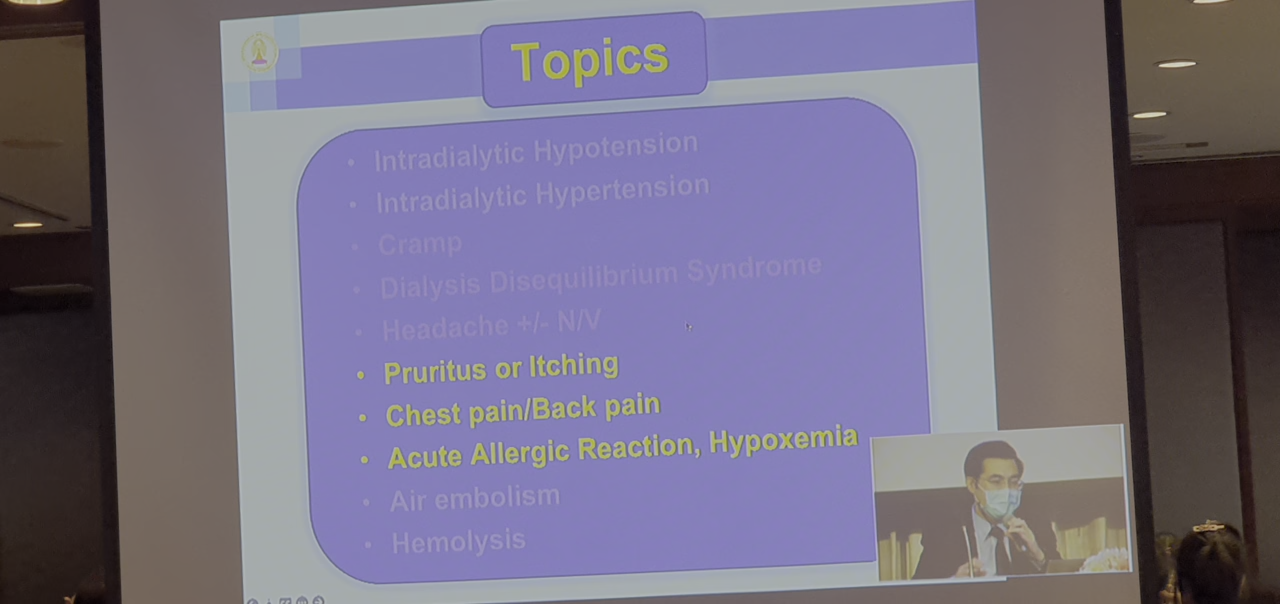 Topics
• Intradialytic Hypotension
• Intradialytic Hypertension
• Cramp
• Dialysis Disequilibrium Syndrome
• Headache +/- N/V
• Pruritus or Itching
• Chest pain/Back pain
• Acute Allergic Reaction, Hypoxemia
• Air embolism
• Hemolysis